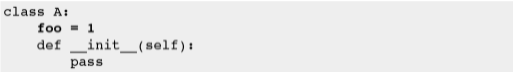 class A:
    foo = 1
    def __init__(self):
        pass